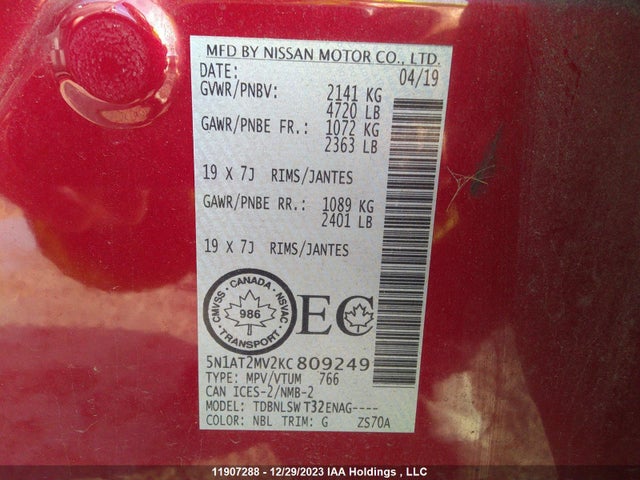 MFD BY NISSAN MOTOR CO., LTD.
DATE: 04/19
GVWR/PNBV: 2141 KG
4720 LB
GAWR/PNBE FR.: 1072 KG
2363 LB
19 X 7J RIMS/JANTES
GAWR/PNBE RR.: 1089 KG
2401 LB
19 X 7J RIMS/JANTES
CMVSS · CANADA · NSVAC · TRANSPORT ·
986
EC
5N1AT2MV2KC809249
TYPE: MPV/VTUM 766
CAN ICES-2/NMB-2
MODEL: TDBNLSW T32ENAG----
COLOR: NBL TRIM: G ZS70A
11907288 - 12/29/2023 IAA Holdings , LLC